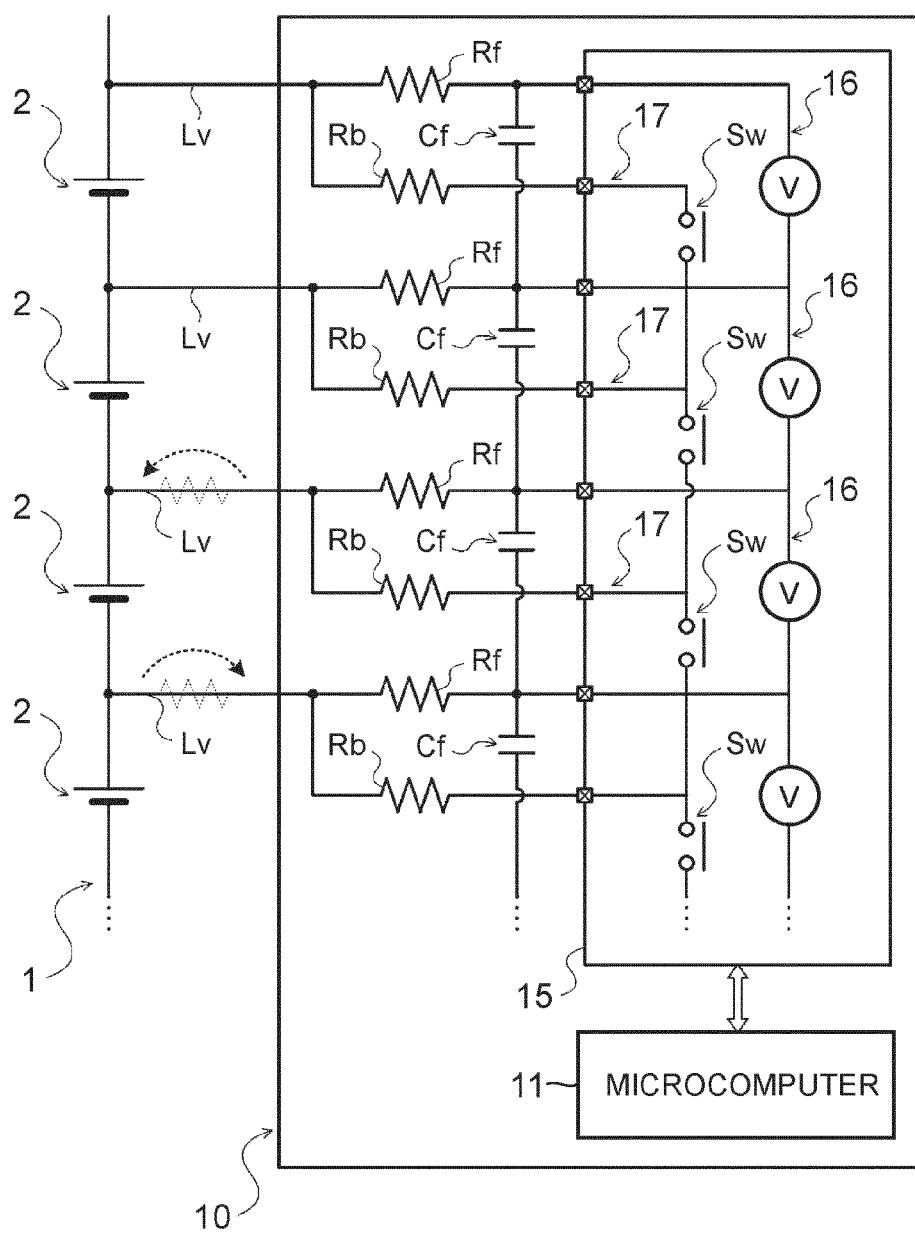 Rf
2
Lv
Rb
Cf
17
Sw
16
V
Rf
2
Lv
Rb
Cf
17
Sw
16
V
Rf
2
Lv
Rb
Cf
17
Sw
16
V
Rf
2
Lv
Rb
Cf
Sw
V
1
15
11
MICROCOMPUTER
10